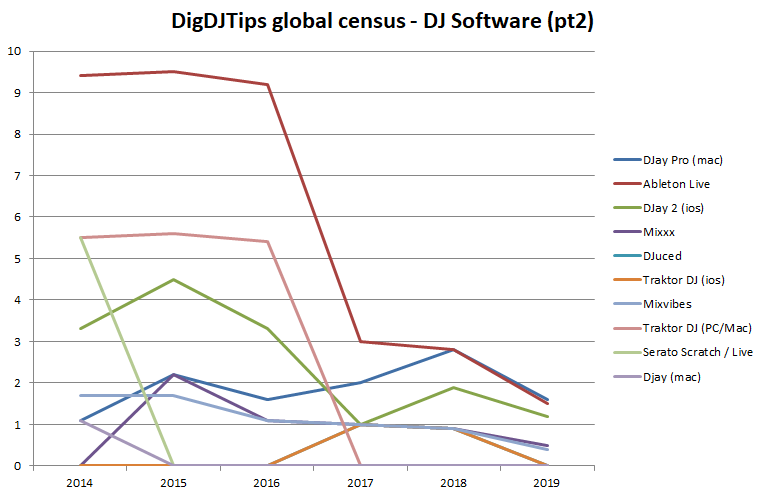 DigDJTips global census - DJ Software (pt2)
10
9
8
7
6
5
4
3
2
1
0
2014 2015 2016 2017 2018 2019
DJay Pro (mac)
Ableton Live
DJay 2 (ios)
Mixxx
DJuced
Traktor DJ (ios)
Mixvibes
Traktor DJ (PC/Mac)
Serato Scratch / Live
Djay (mac)